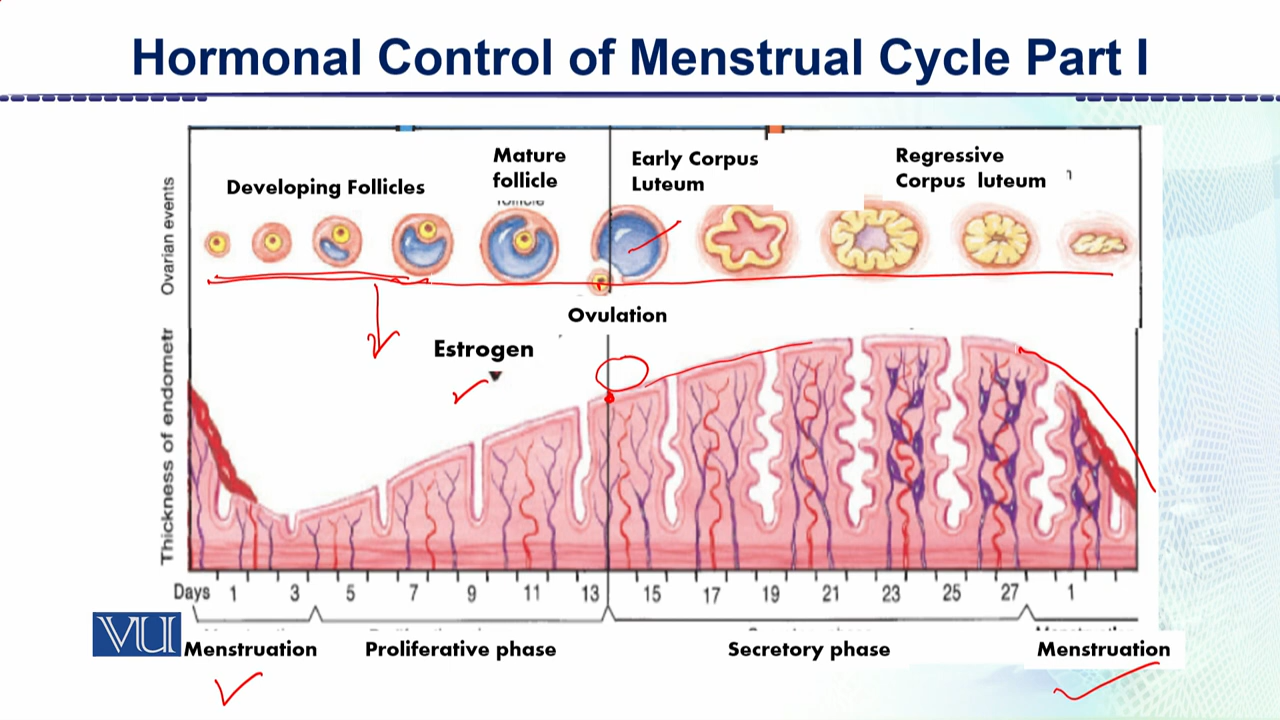 Hormonal Control of Menstrual Cycle Part I
Ovarian events
Developing Follicles
Mature
follicle
Early Corpus
Luteum
Regressive
Corpus luteum
Ovulation
Estrogen
Thickness of endometr
Days 1 3 5 7 9 11 13 15 17 19 21 23 25 27 1
VU
Menstruation
Proliferative phase
Secretory phase
Menstruation